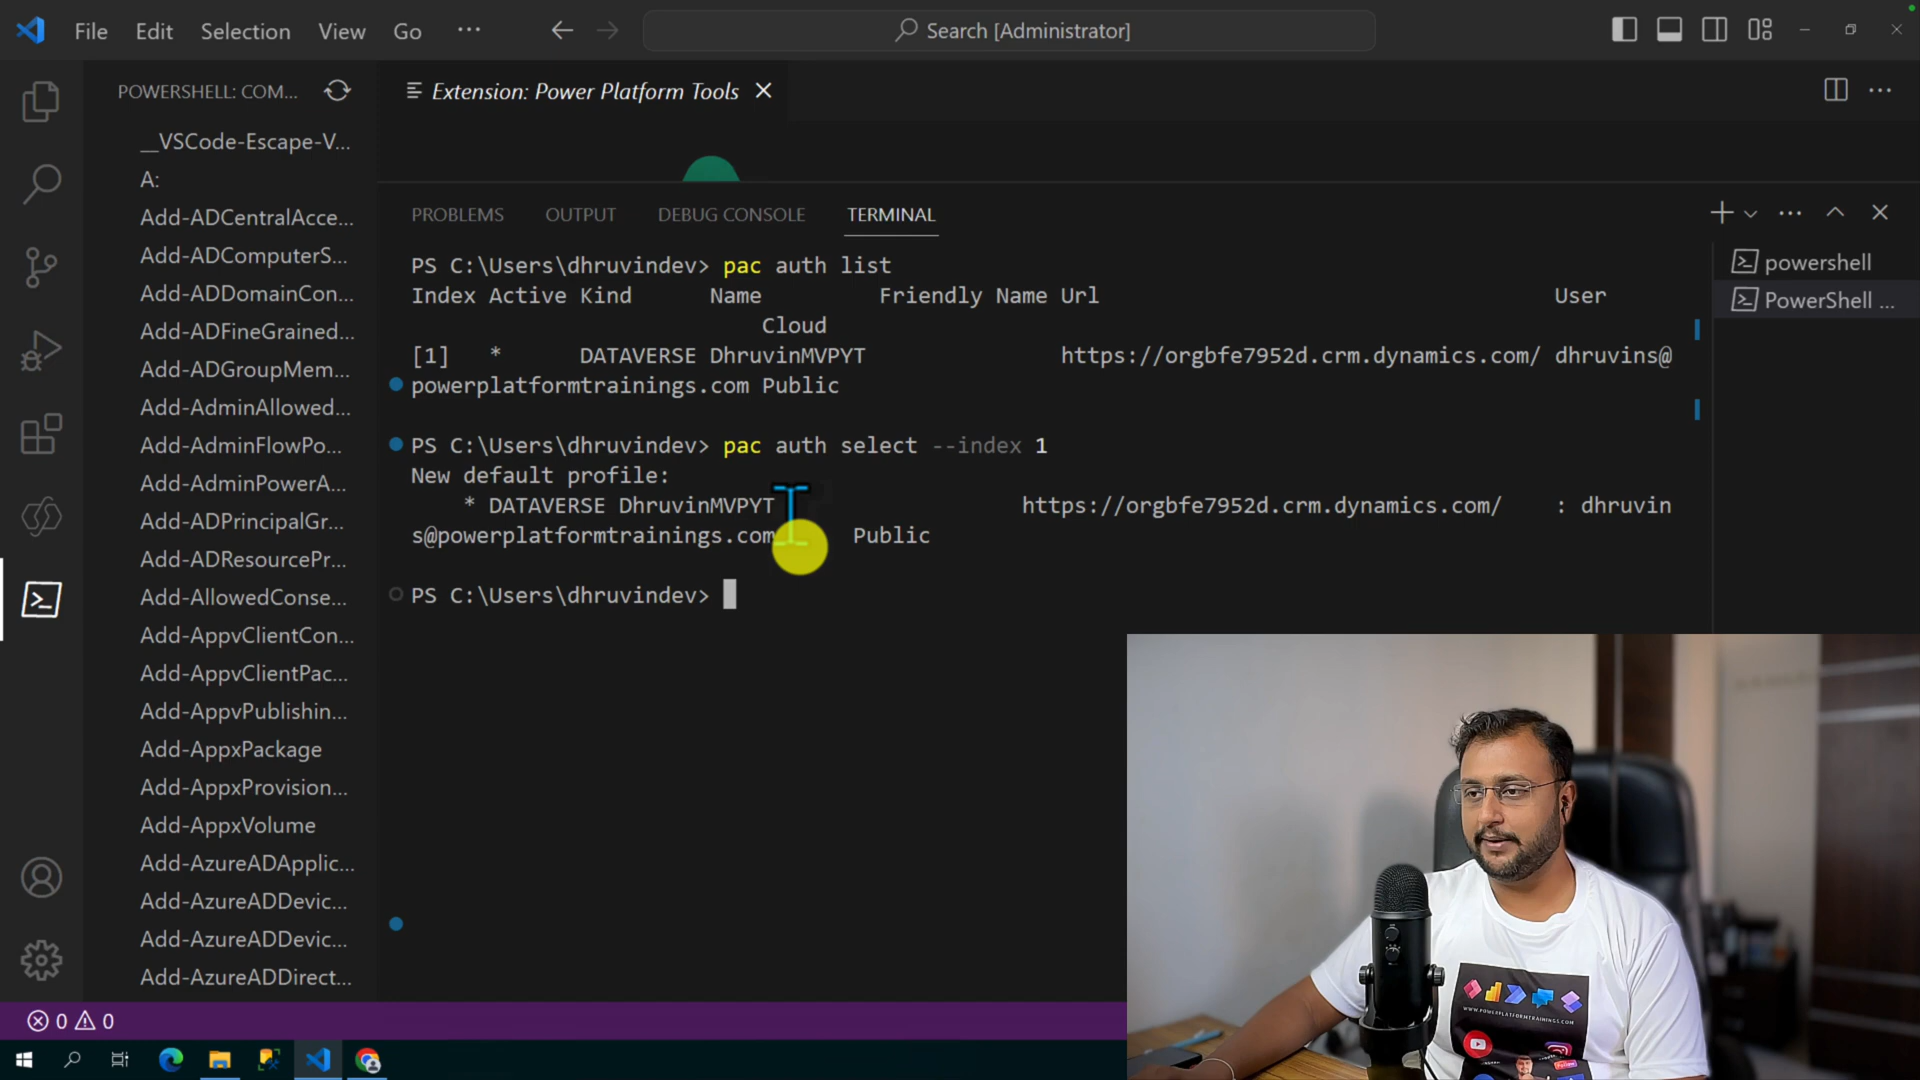 File Edit Selection View Go ···
Search [Administrator]
POWERSHELL: COM...
Extension: Power Platform Tools
__VSCode-Escape-V...
A:
Add-ADCentralAcce...
Add-ADComputerS...
Add-ADDomainCon...
Add-ADFineGrained...
Add-ADGroupMem...
Add-AdminAllowed...
Add-AdminFlowPo...
Add-AdminPowerA...
Add-ADPrincipalGr...
Add-ADResourcePr...
Add-AllowedConse...
Add-AppvClientCon...
Add-AppvClientPac...
Add-AppvPublishin...
Add-AppxPackage
Add-AppxProvision...
Add-AppxVolume
Add-AzureADApplic...
Add-AzureADDevic...
Add-AzureADDevic...
Add-AzureADDirect...
PROBLEMS OUTPUT DEBUG CONSOLE TERMINAL
PS C:\Users\dhruvindev> pac auth list
Index Active Kind Name Friendly Name Url User
Cloud
[1] * DATAVERSE DhruvinMVPYT https://orgbfe7952d.crm.dynamics.com/ dhruvins@
powerplatformtrainings.com Public
PS C:\Users\dhruvindev> pac auth select --index 1
New default profile:
* DATAVERSE DhruvinMVPYT https://orgbfe7952d.crm.dynamics.com/ : dhruvin
s@powerplatformtrainings.com Public
PS C:\Users\dhruvindev>
powershell
PowerShell ...
WWW.POWERPLATFORMTRAININGS.COM
0 0